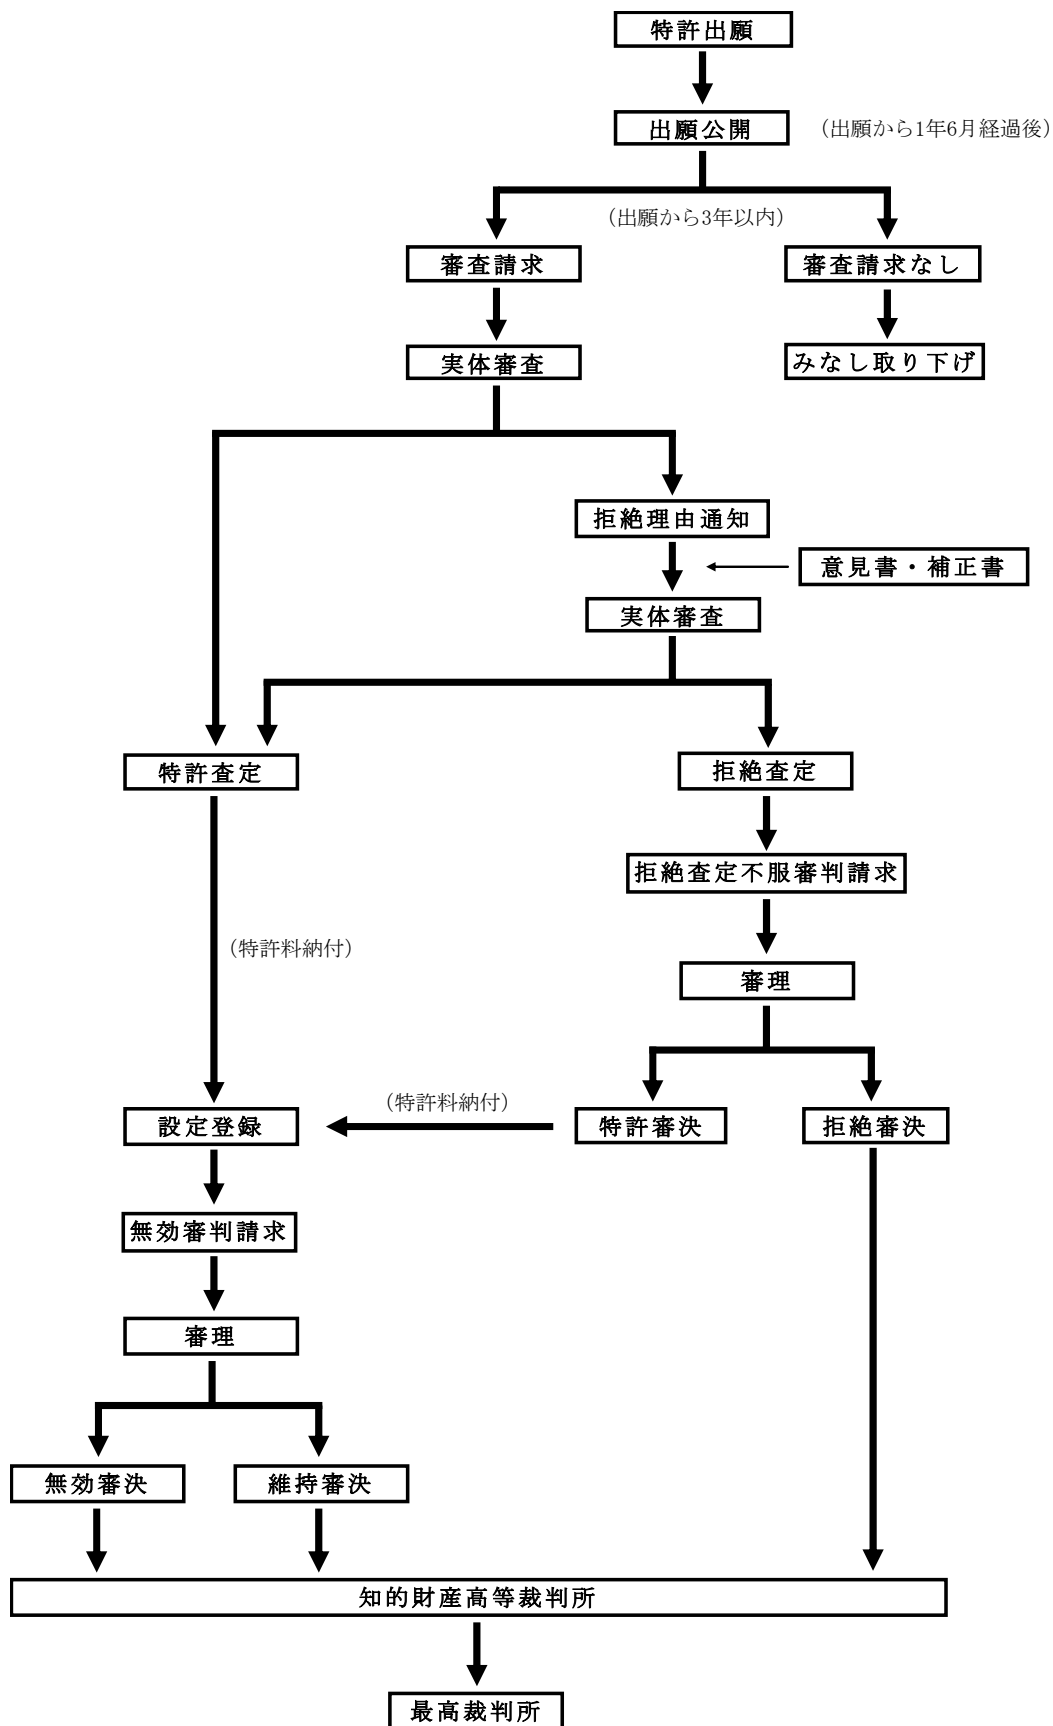 特許出願
出願公開
（出願から1年6月経過後）
（出願から3年以内）
審査請求
審査請求なし
実体審査
みなし取り下げ
拒絶理由通知
意見書・補正書
実体審査
特許査定
拒絶査定
拒絶査定不服審判請求
（特許料納付）
審理
（特許料納付）
設定登録
特許審決
拒絶審決
無効審判請求
審理
無効審決
維持審決
知的財産高等裁判所
最高裁判所